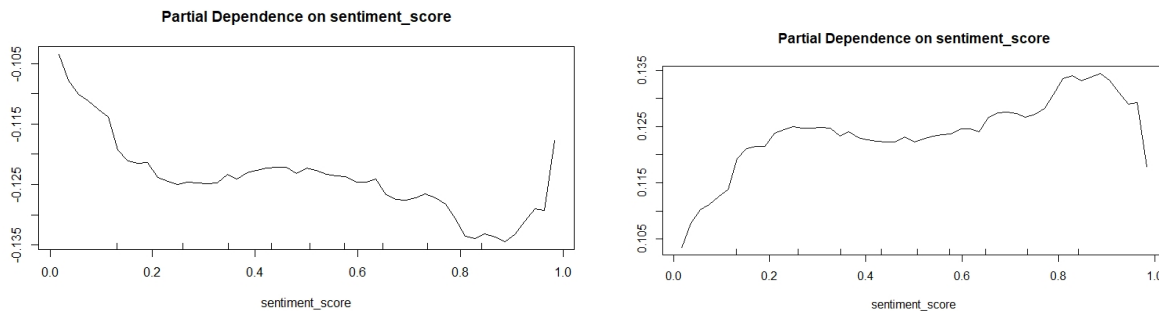 Partial Dependence on sentiment_score
-0.105
-0.115
-0.125
-0.135
0.0 0.2 0.4 0.6 0.8 1.0
sentiment_score
Partial Dependence on sentiment_score
0.135
0.125
0.115
0.105
0.0 0.2 0.4 0.6 0.8 1.0
sentiment_score